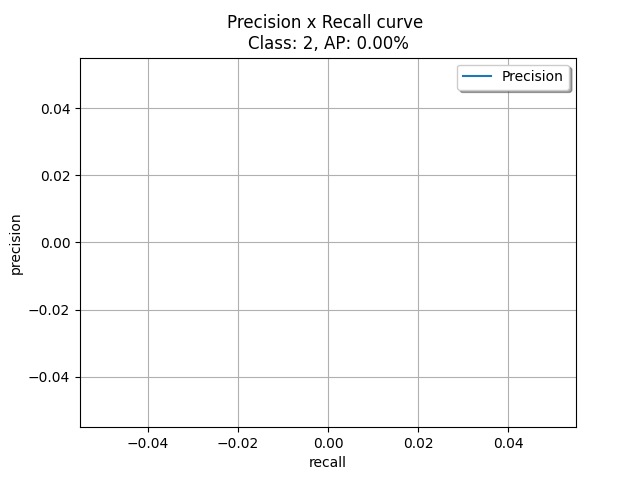 Precision x Recall curve
Class: 2, AP: 0.00%
Precision
0.04
0.02
0.00
−0.02
−0.04
precision
−0.04
−0.02
0.00
0.02
0.04
recall